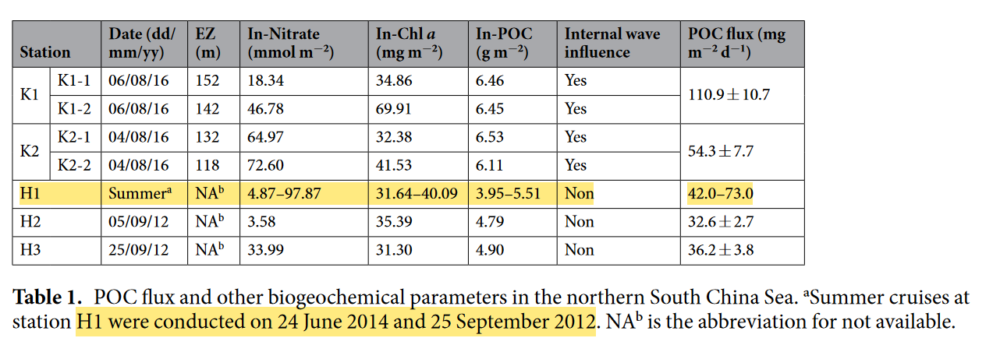 Station Date (dd/mm/yy) EZ (m) In-Nitrate (mmol m⁻²) In-Chl a (mg m⁻²) In-POC (g m⁻²) Internal wave influence POC flux (mg m⁻² d⁻¹)
K1 K1-1 06/08/16 152 18.34 34.86 6.46 Yes 110.9 ± 10.7
K1-2 06/08/16 142 46.78 69.91 6.45 Yes
K2 K2-1 04/08/16 132 64.97 32.38 6.53 Yes 54.3 ± 7.7
K2-2 04/08/16 118 72.60 41.53 6.11 Yes
H1 Summerᵃ NAᵇ 4.87–97.87 31.64–40.09 3.95–5.51 Non 42.0–73.0
H2 05/09/12 NAᵇ 3.58 35.39 4.79 Non 32.6 ± 2.7
H3 25/09/12 NAᵇ 33.99 31.30 4.90 Non 36.2 ± 3.8
Table 1. POC flux and other biogeochemical parameters in the northern South China Sea. ᵃSummer cruises at
station H1 were conducted on 24 June 2014 and 25 September 2012. NAᵇ is the abbreviation for not available.